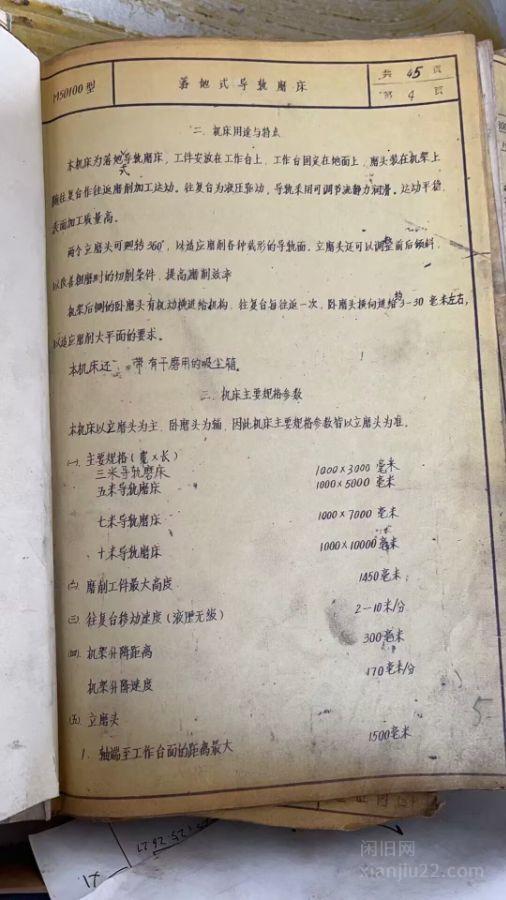 M50100型
落地式导轨磨床
共 45 页
第 4 页
二、机床用途与特点
本机床为落地式导轨磨床，工件安放在工作台上，工作台固定在地面上，磨头装在机架上
随往复台作往返磨削加工运动。往复台为液压驱动，导轨采用可调节流静力润滑。运动平稳，
表面加工质量高。
两个立磨头可回转360°，以适应磨削各种截形的导轨面。立磨头还可以调整前后倾斜，
以改善粗磨时的切削条件，提高磨削效率
机架后侧的卧磨头有机动横进给机构，往复台每往返一次，卧磨头横向进给3-30毫米左右，
以适应磨削大平面的要求。
本机床还 带有干磨用的吸尘箱。
三、机床主要规格参数
本机床以立磨头为主，卧磨头为辅，因此机床主要规格参数皆以立磨头为准。
㈠ 主要规格(宽×长)
三米导轨磨床 1000×3000毫米
五米导轨磨床 1000×5000毫米
七米导轨磨床 1000×7000毫米
十米导轨磨床 1000×10000毫米
㈡ 磨削工件最大高度 1450毫米
㈢ 往复台移动速度(液压无级) 2-10米/分
㈣ 机架升降距离 300毫米
机架升降速度 170毫米/分
㈤ 立磨头
1. 轴端至工作台面的距离最大 1500毫米
5
闲旧网
xianjiu22.com